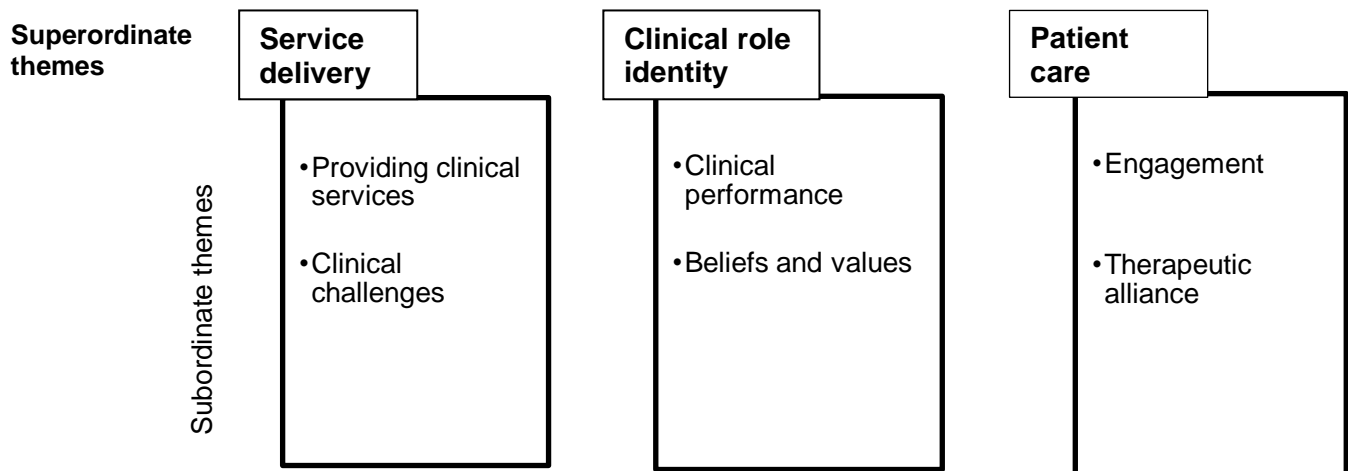 Superordinate
themes
Service
delivery
•Providing clinical
services
•Clinical
challenges
Clinical role
identity
•Clinical
performance
•Beliefs and values
Patient
care
•Engagement
•Therapeutic
alliance
Subordinate themes